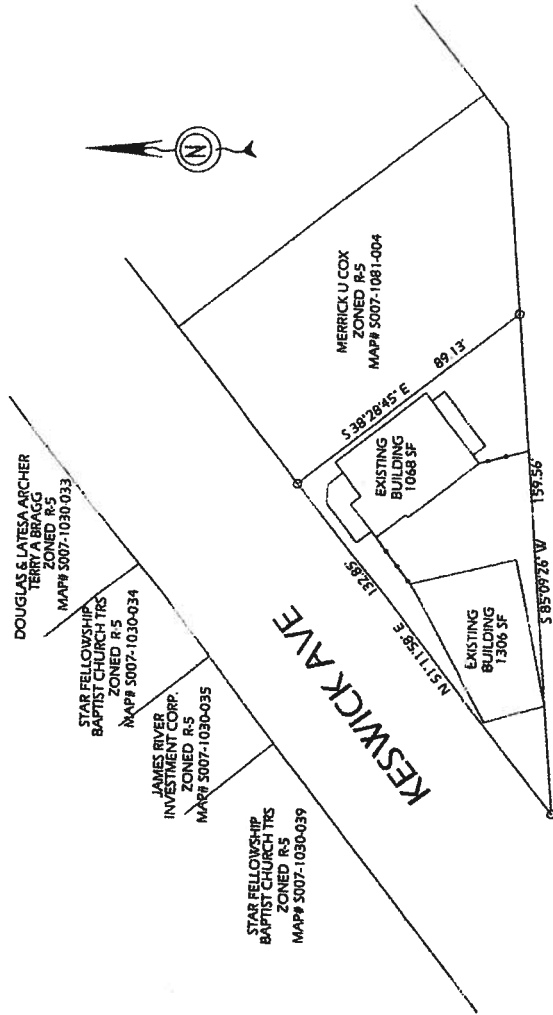 DOUGLAS & LATESA ARCHER
TERRY A BRAGG
ZONED R-5
MAP# S007-1030-033
STAR FELLOWSHIP
BAPTIST CHURCH TRS
ZONED R-5
MAP# S007-1030-034
JAMES RIVER
INVESTMENT CORP.
ZONED R-5
MAP# S007-1030-035
STAR FELLOWSHIP
BAPTIST CHURCH TRS
ZONED R-5
MAP# S007-1030-039
N
KESWICK AVE
MERRICK U COX
ZONED R-5
MAP# S007-1081-004
S 38°28'45" E
89.13'
132.85'
N 51°11'58" E
EXISTING
BUILDING
1068 SF
EXISTING
BUILDING
1306 SF
S 85°09'26" W
159.56'